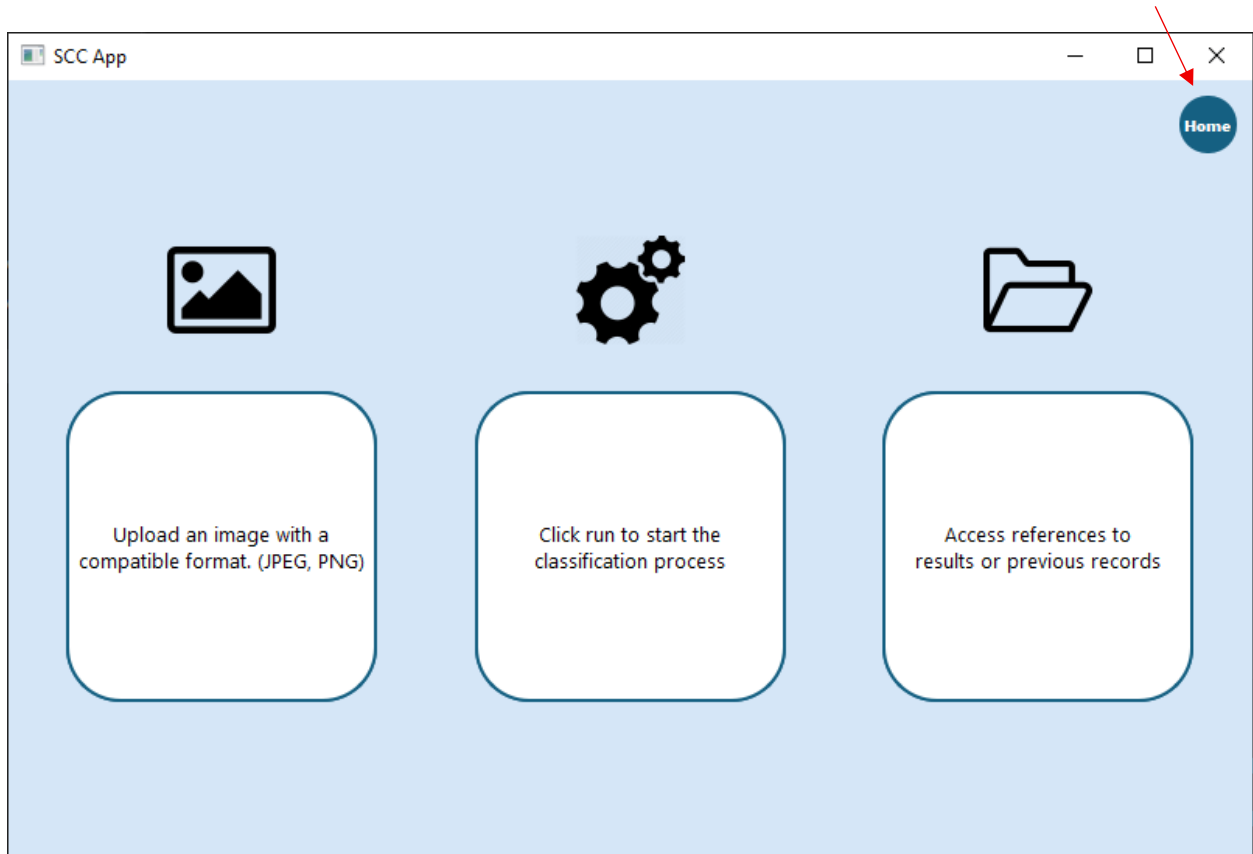 SCC App
Home
Upload an image with a
compatible format. (JPEG, PNG)
Click run to start the
classification process
Access references to
results or previous records